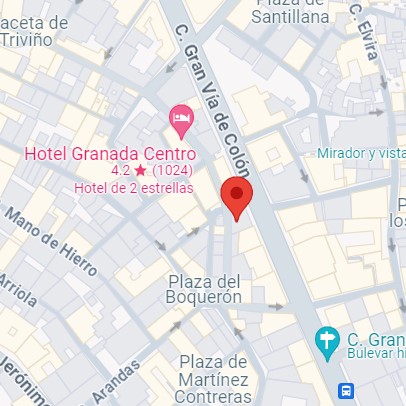 aceta de
Triviño
Plaza de
Santillana
C. Elvira
C. Gran Vía de Colón
Hotel Granada Centro
4.2 ★ (1024)
Hotel de 2 estrellas
Mirador y vista
C. Mano de Hierro
Arriola
P
los
Plaza del
Boquerón
C. Gran
Bulevar hi
Plaza de
Martínez
Contreras
Jerónimo
Arandas